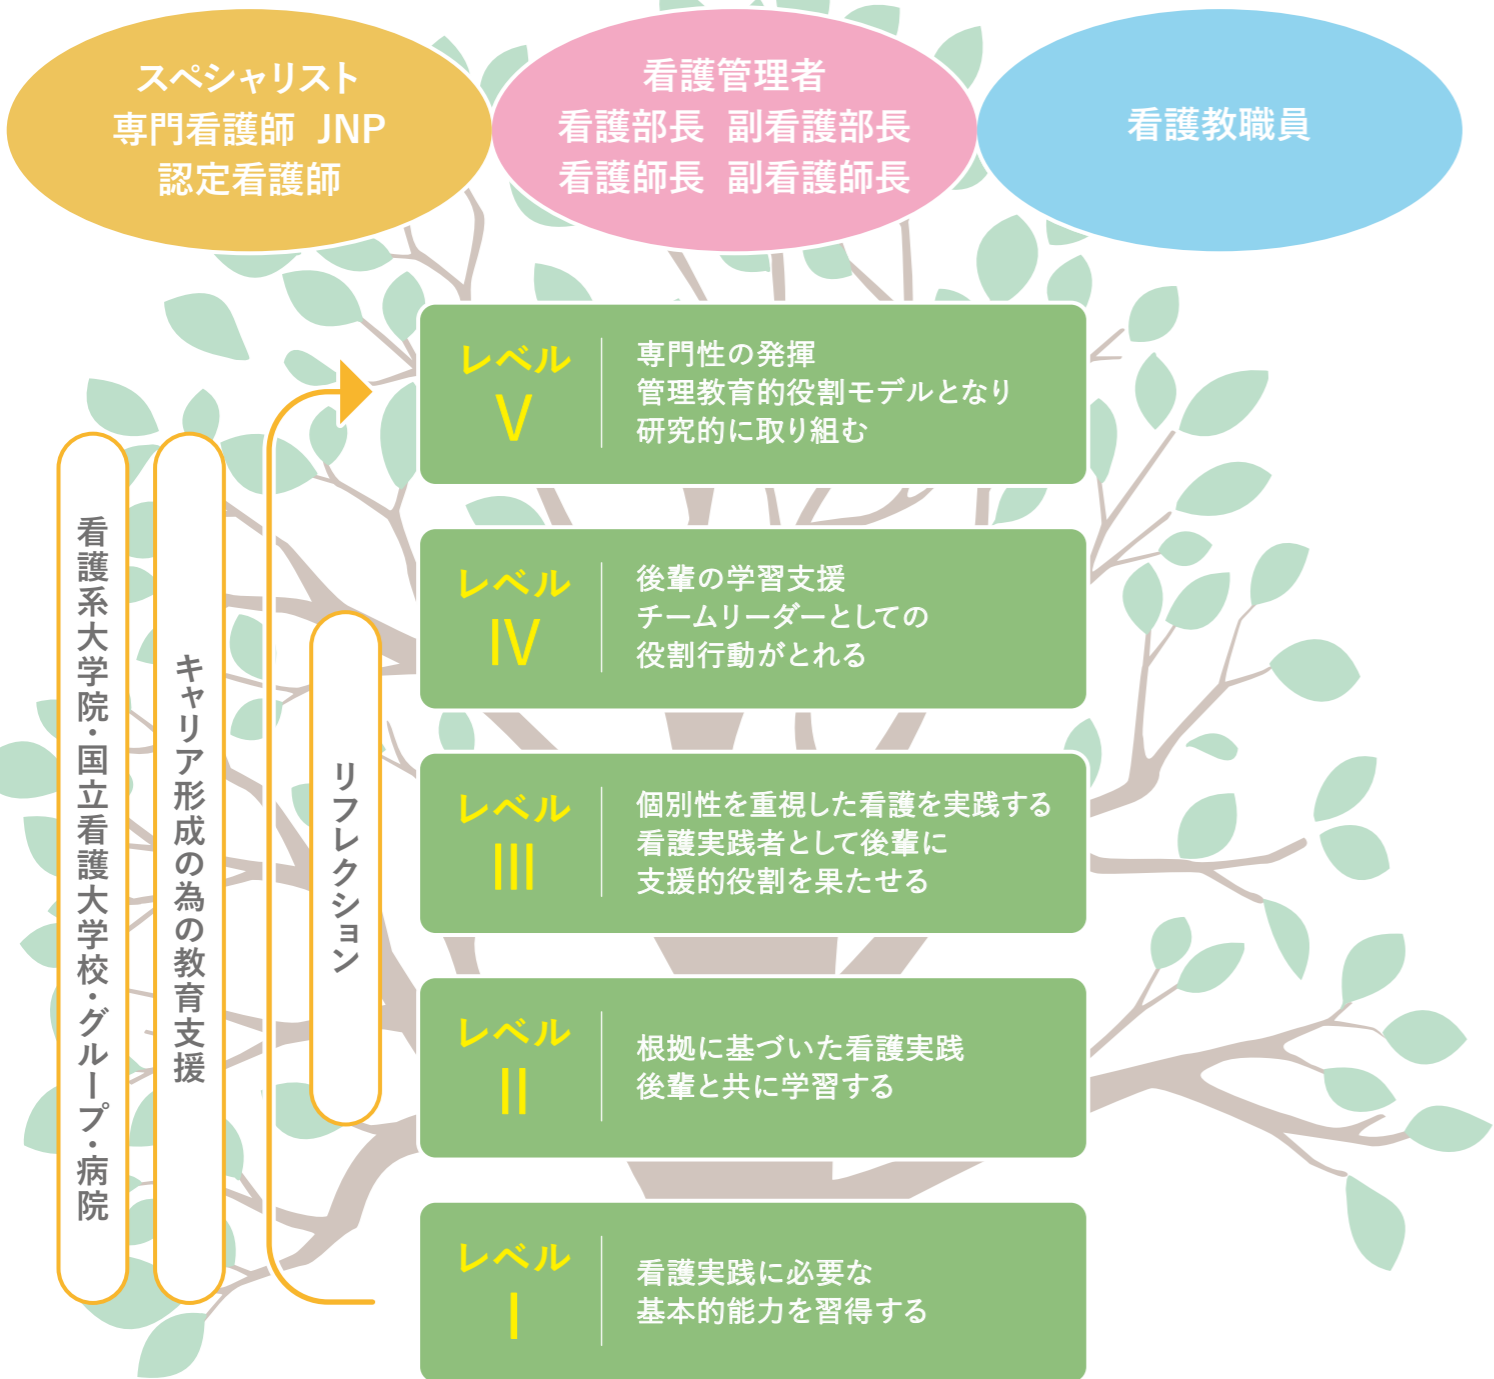 スペシャリスト
専門看護師 JNP
認定看護師
看護管理者
看護部長 副看護部長
看護師長 副看護師長
看護教職員
レベル
V
専門性の発揮
管理教育的役割モデルとなり
研究的に取り組む
レベル
IV
後輩の学習支援
チームリーダーとしての
役割行動がとれる
レベル
III
個別性を重視した看護を実践する
看護実践者として後輩に
支援的役割を果たせる
レベル
II
根拠に基づいた看護実践
後輩と共に学習する
レベル
I
看護実践に必要な
基本的能力を習得する
看護系大学院・国立看護大学校・グループ・病院
キャリア形成の為の教育支援
リフレクション